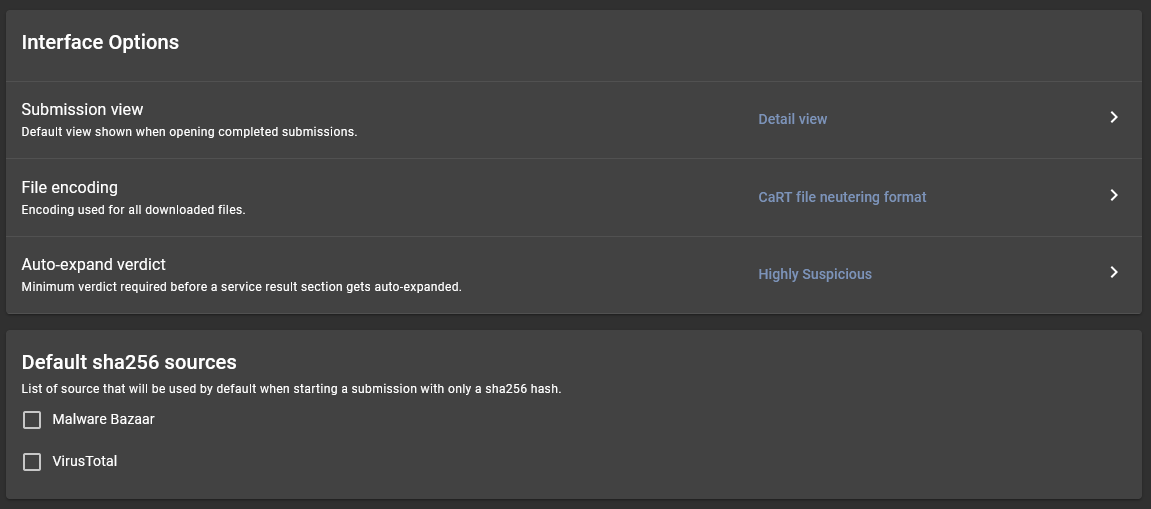 Interface Options
Submission view
Default view shown when opening completed submissions.
Detail view
File encoding
Encoding used for all downloaded files.
CaRT file neutering format
Auto-expand verdict
Minimum verdict required before a service result section gets auto-expanded.
Highly Suspicious
Default sha256 sources
List of source that will be used by default when starting a submission with only a sha256 hash.
Malware Bazaar
VirusTotal